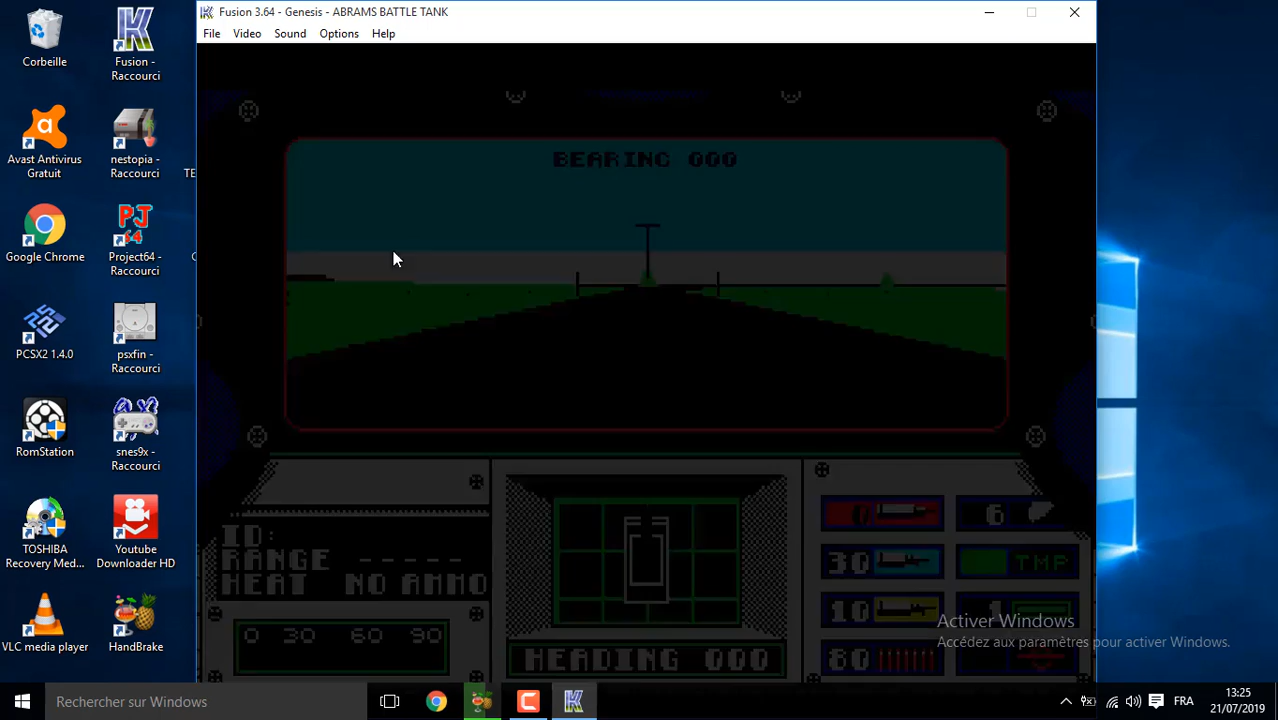 Fusion 3.64 - Genesis - ABRAMS BATTLE TANK
File Video Sound Options Help
Corbeille
Fusion - Raccourci
Avast Antivirus Gratuit
nestopia - Raccourci
TE
Google Chrome
Project64 - Raccourci
PCSX2 1.4.0
psxfin - Raccourci
RomStation
snes9x - Raccourci
TOSHIBA Recovery Med...
Youtube Downloader HD
VLC media player
HandBrake
BEARING 000
ID:
RANGE - - - - -
HEAT NO AMMO
0 30 60 90
HEADING 000
0 6
30 TMP
10 1
80
Activer Windows
Accédez aux paramètres pour activer Windows.
Rechercher sur Windows
FRA
13:25
21/07/2019